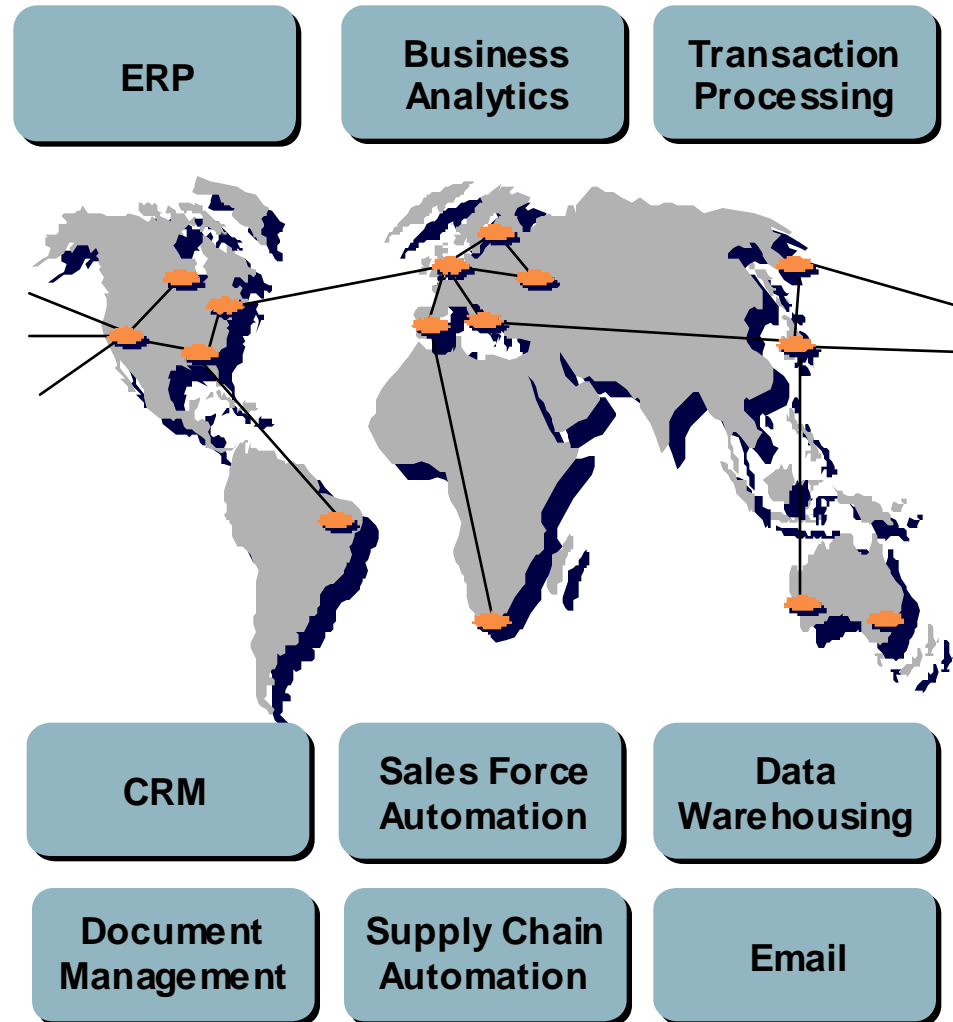 ERP
Business
Analytics
Transaction
Processing
CRM
Sales Force
Automation
Data
Warehousing
Document
Management
Supply Chain
Automation
Email